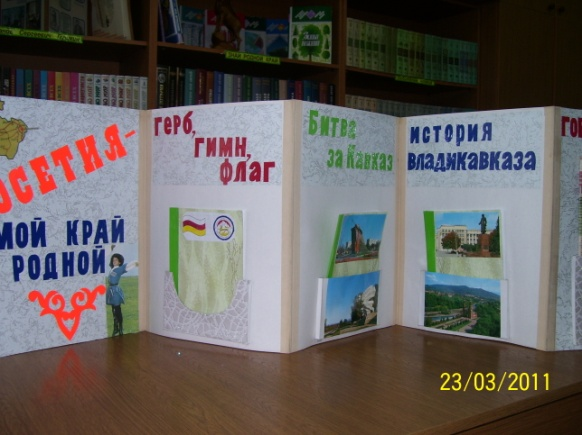 ОСЕТИЯ-
МОЙ КРАЙ
РОДНОЙ
герб,
гимн,
флаг
Битва
за Кавказ
история
Владикавказа
23/03/2011